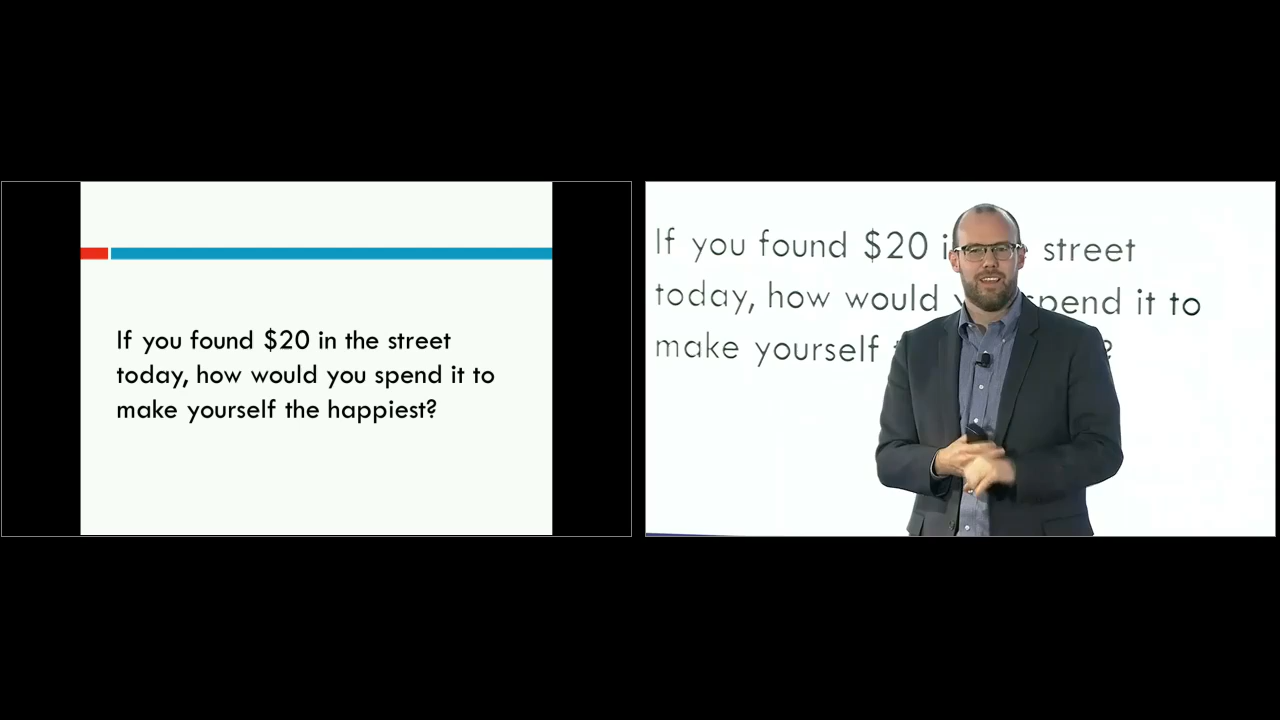 If you found $20 in the street
today, how would you spend it to
make yourself the happiest?
If you found $20 i street
today, how would spend it to
make yourself ?